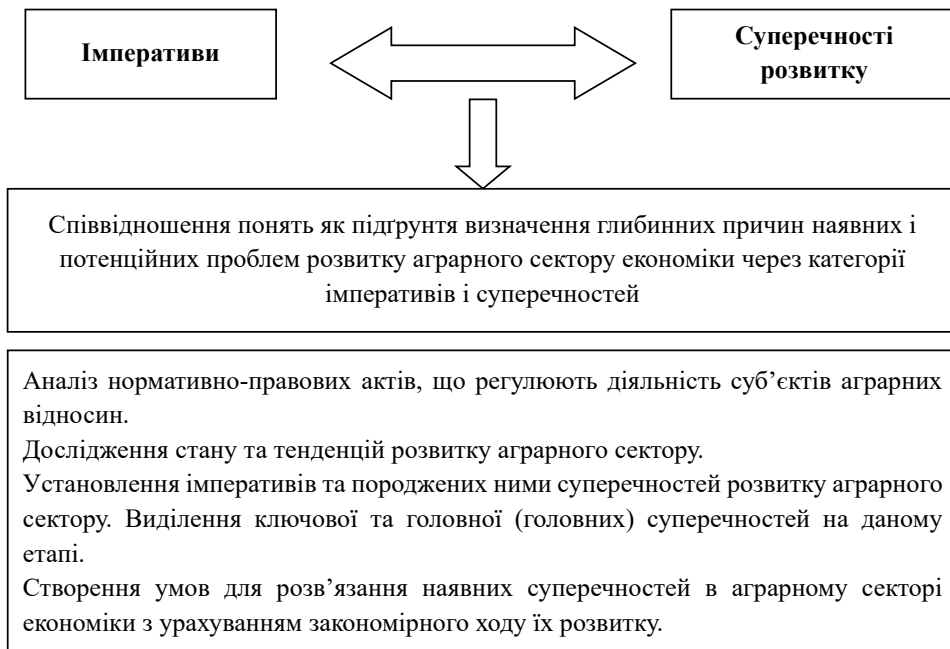 Імперативи
Суперечності
розвитку
Співвідношення понять як підґрунтя визначення глибинних причин наявних і
потенційних проблем розвитку аграрного сектору економіки через категорії
імперативів і суперечностей
Аналіз нормативно-правових актів, що регулюють діяльність суб’єктів аграрних
відносин.
Дослідження стану та тенденцій розвитку аграрного сектору.
Установлення імперативів та породжених ними суперечностей розвитку аграрного
сектору. Виділення ключової та головної (головних) суперечностей на даному
етапі.
Створення умов для розв’язання наявних суперечностей в аграрному секторі
економіки з урахуванням закономірного ходу їх розвитку.